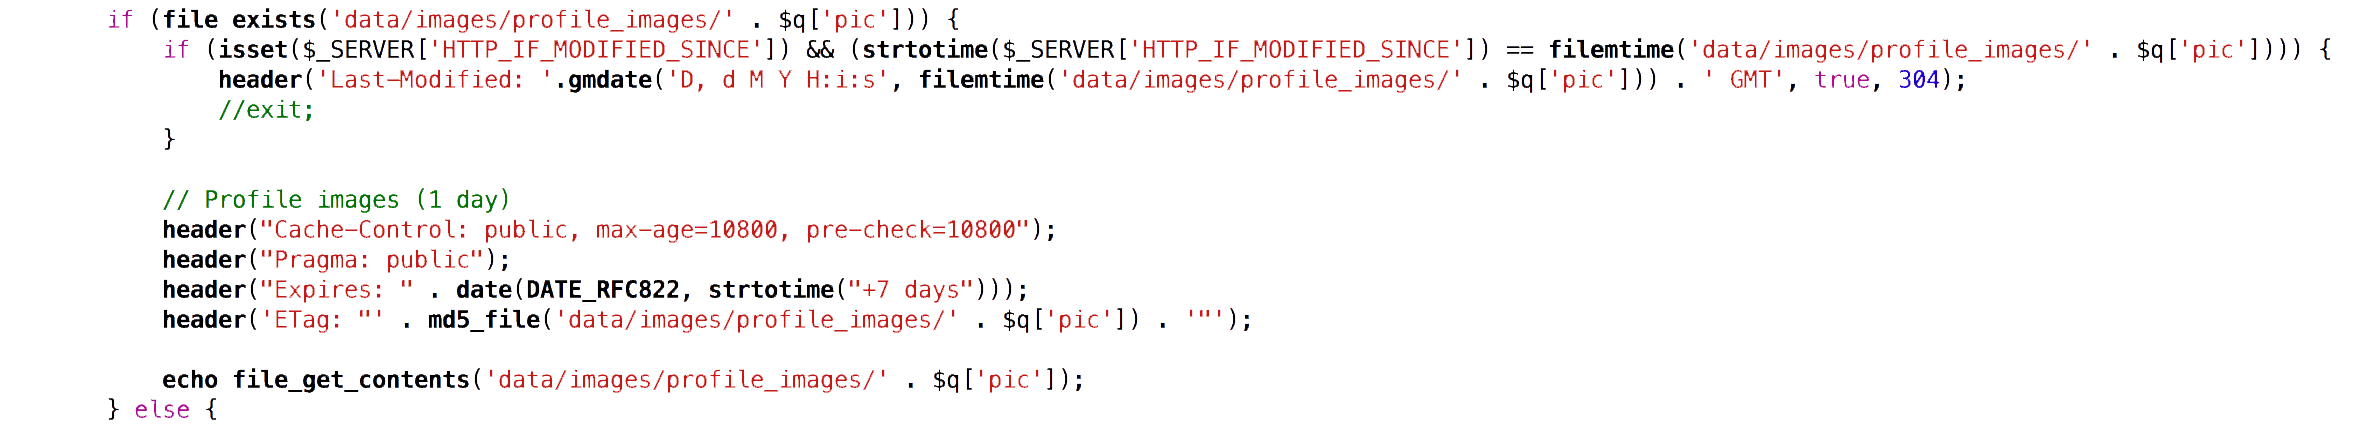 if (file exists('data/images/profile_images/' . $q['pic'])) {
if (isset($_SERVER['HTTP_IF_MODIFIED_SINCE']) && (strtotime($_SERVER['HTTP_IF_MODIFIED_SINCE']) == filemtime('data/images/profile_images/' . $q['pic']))) {
header('Last-Modified: '.gmdate('D, d M Y H:i:s', filemtime('data/images/profile_images/' . $q['pic'])) . ' GMT', true, 304);
//exit;
}
// Profile images (1 day)
header("Cache-Control: public, max-age=10800, pre-check=10800");
header("Pragma: public");
header("Expires: " . date(DATE_RFC822, strtotime("+7 days")));
header('ETag: "' . md5_file('data/images/profile_images/' . $q['pic']) . '"');
echo file_get_contents('data/images/profile_images/' . $q['pic']);
} else {